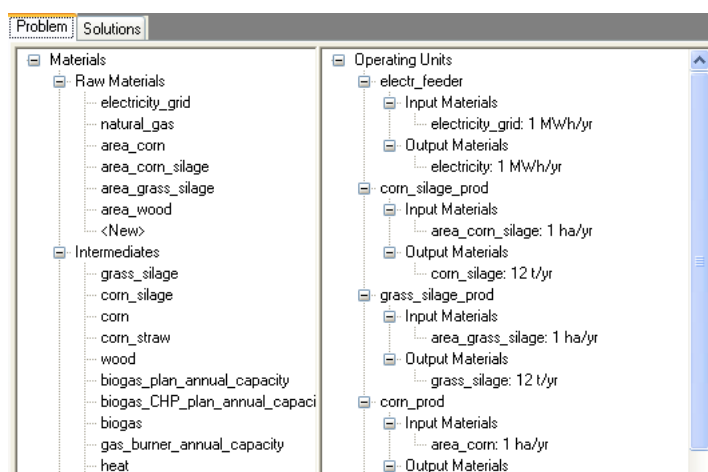 Problem
Solutions
Materials
Raw Materials
electricity_grid
natural_gas
area_corn
area_corn_silage
area_grass_silage
area_wood
<New>
Intermediates
grass_silage
corn_silage
corn
corn_straw
wood
biogas_plan_annual_capacity
biogas_CHP_plan_annual_capaci
biogas
gas_burner_annual_capacity
heat
Operating Units
electr_feeder
Input Materials
electricity_grid: 1 MWh/yr
Output Materials
electricity: 1 MWh/yr
corn_silage_prod
Input Materials
area_corn_silage: 1 ha/yr
Output Materials
corn_silage: 12 t/yr
grass_silage_prod
Input Materials
area_grass_silage: 1 ha/yr
Output Materials
grass_silage: 12 t/yr
corn_prod
Input Materials
area_corn: 1 ha/yr
Output Materials